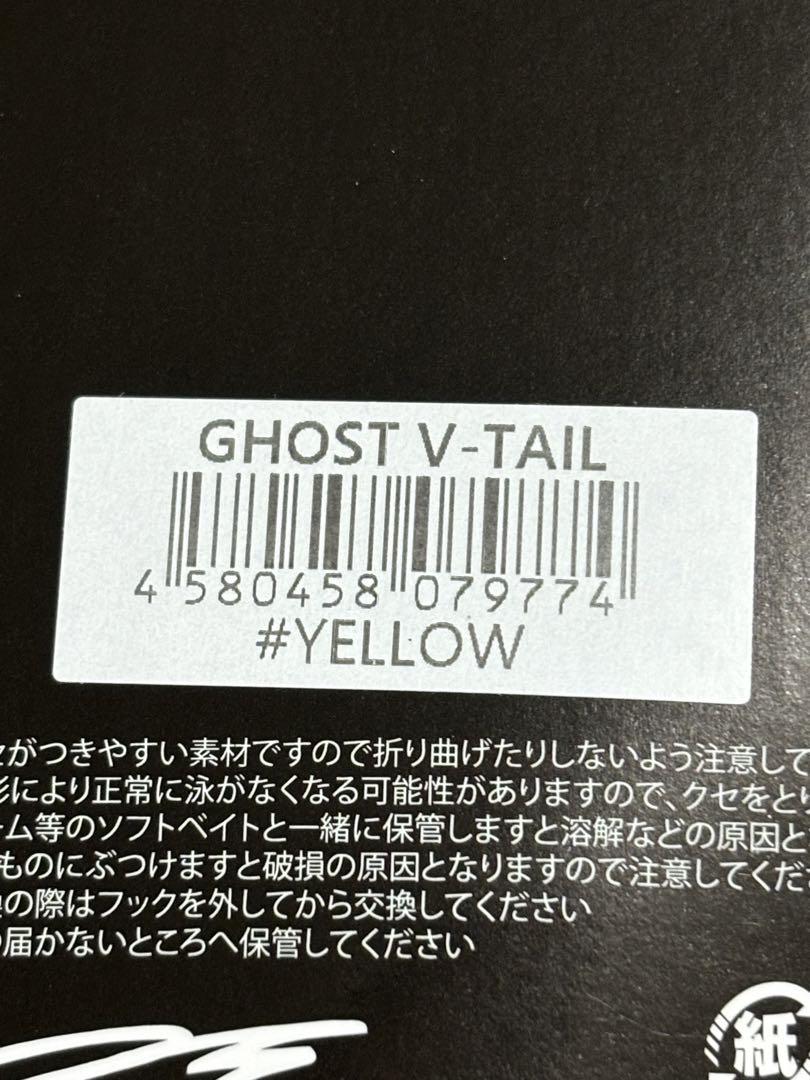 GHOST V-TAIL
4 580458 079774
#YELLOW
がつきやすい素材ですので折り曲げたりしないよう注意して
により正常に泳がなくなる可能性がありますので、クセをと
ーム等のソフトベイトと一緒に保管しますと溶解などの原因と
ものにぶつけますと破損の原因となりますので注意してくだ
の際はフックを外してから交換してください
届かないところへ保管してください
紙